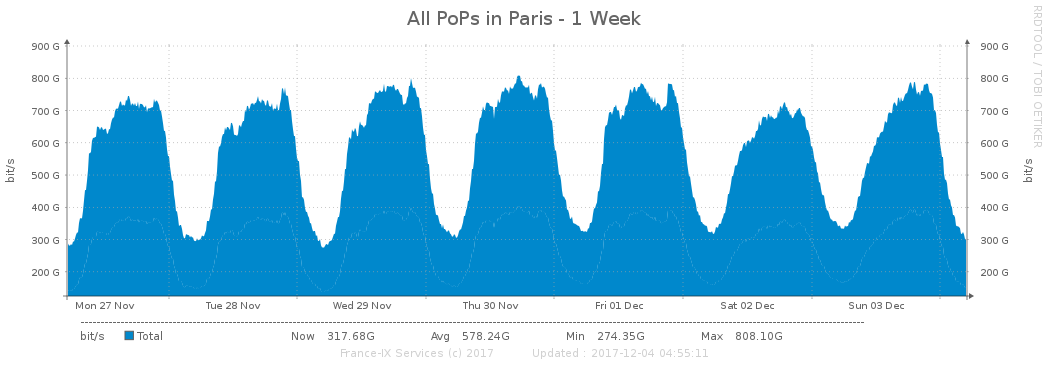 All PoPs in Paris - 1 Week
RRDTOOL / TOBI OETIKER
bit/s
900 G 900 G
800 G 800 G
700 G 700 G
600 G 600 G
500 G 500 G
400 G 400 G
300 G 300 G
200 G 200 G
bit/s
Mon 27 Nov Tue 28 Nov Wed 29 Nov Thu 30 Nov Fri 01 Dec Sat 02 Dec Sun 03 Dec
bit/s Total Now 317.68G Avg 578.24G Min 274.35G Max 808.10G
France-IX Services (c) 2017 Updated : 2017-12-04 04:55:11